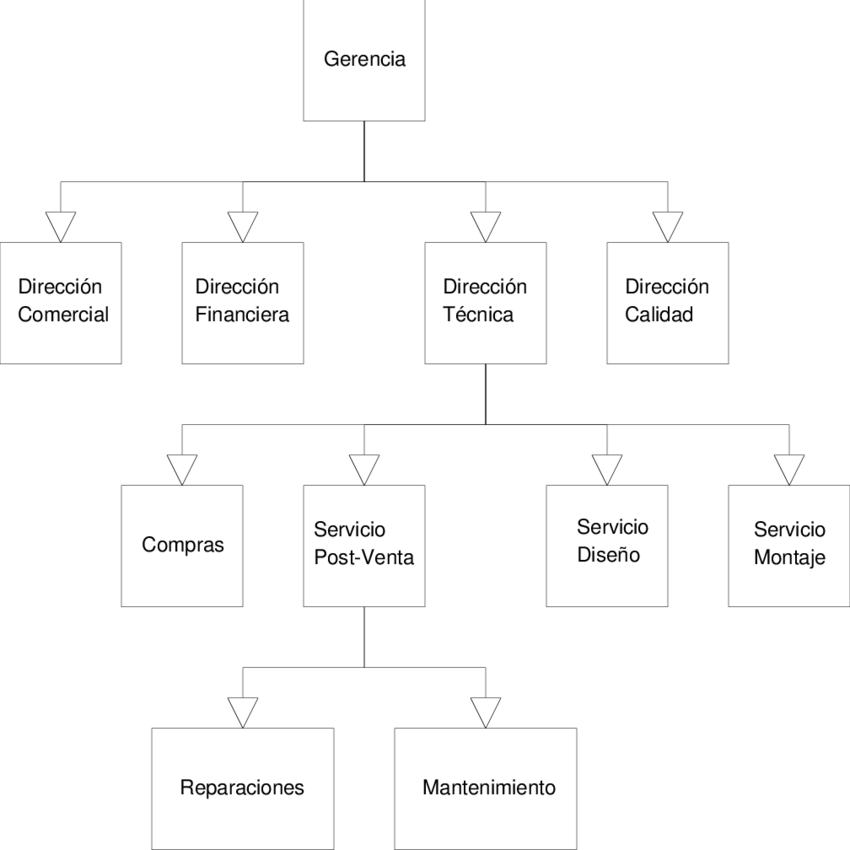 Gerencia
Dirección
Comercial
Dirección
Financiera
Dirección
Técnica
Dirección
Calidad
Compras
Servicio
Post-Venta
Servicio
Diseño
Servicio
Montaje
Reparaciones
Mantenimiento